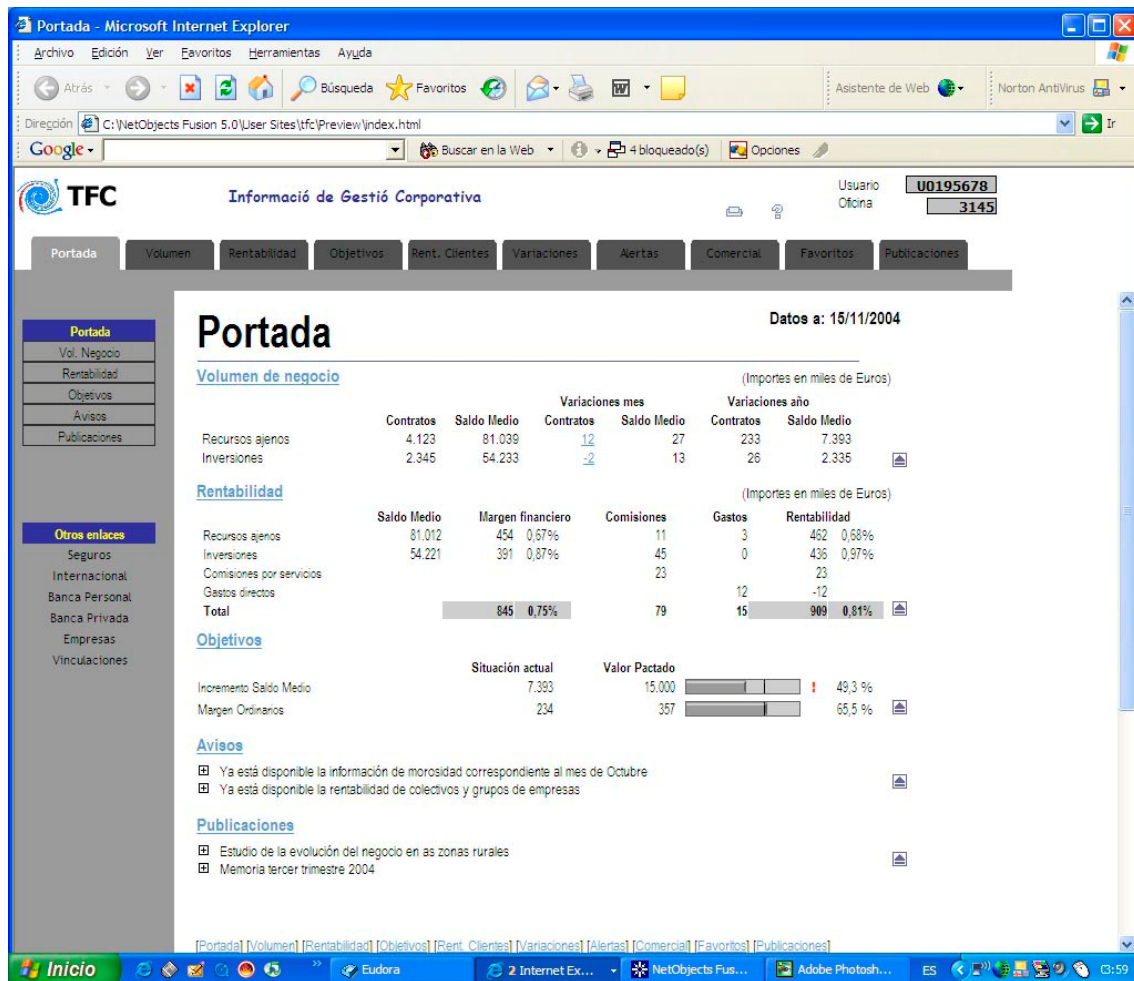 Portada - Microsoft Internet Explorer
Archivo Edición Ver Favoritos Herramientas Ayuda
Atrás Búsqueda Favoritos Asistente de Web Norton AntiVirus
Dirección C:\NetObjects Fusion 5.0\User Sites\tfc\Preview\index.html Ir
Google Buscar en la Web 4 bloqueado(s) Opciones
TFC Informació de Gestió Corporativa Usuario U0195678
Oficina 3145
Portada Volumen Rentabilidad Objetivos Rent. Clientes Variaciones Alertas Comercial Favoritos Publicaciones
Portada
Vol. Negocio
Rentabilidad
Objetivos
Avisos
Publicaciones
Otros enlaces
Seguros
Internacional
Banca Personal
Banca Privada
Empresas
Vinculaciones
Portada Datos a: 15/11/2004
Volumen de negocio (Importes en miles de Euros)
Variaciones mes Variaciones año
Contratos Saldo Medio Contratos Saldo Medio Contratos Saldo Medio
Recursos ajenos 4.123 81.039 12 27 233 7.393
Inversiones 2.345 54.233 -2 13 26 2.335
Rentabilidad (Importes en miles de Euros)
Saldo Medio Margen financiero Comisiones Gastos Rentabilidad
Recursos ajenos 81.012 454 0,67% 11 3 462 0,68%
Inversiones 54.221 391 0,87% 45 0 436 0,97%
Comisiones por servicios 23 23
Gastos directos 12 -12
Total 845 0,75% 79 15 909 0,81%
Objetivos
Situación actual Valor Pactado
Incremento Saldo Medio 7.393 15.000 ! 49,3 %
Margen Ordinarios 234 357 65,5 %
Avisos
Ya está disponible la información de morosidad correspondiente al mes de Octubre
Ya está disponible la rentabilidad de colectivos y grupos de empresas
Publicaciones
Estudio de la evolución del negocio en as zonas rurales
Memoria tercer trimestre 2004
[Portada] [Volumen] [Rentabilidad] [Objetivos] [Rent. Clientes] [Variaciones] [Alertas] [Comercial] [Favoritos] [Publicaciones]
Inicio Eudora 2 Internet Ex... NetObjects Fus... Adobe Photosh... ES